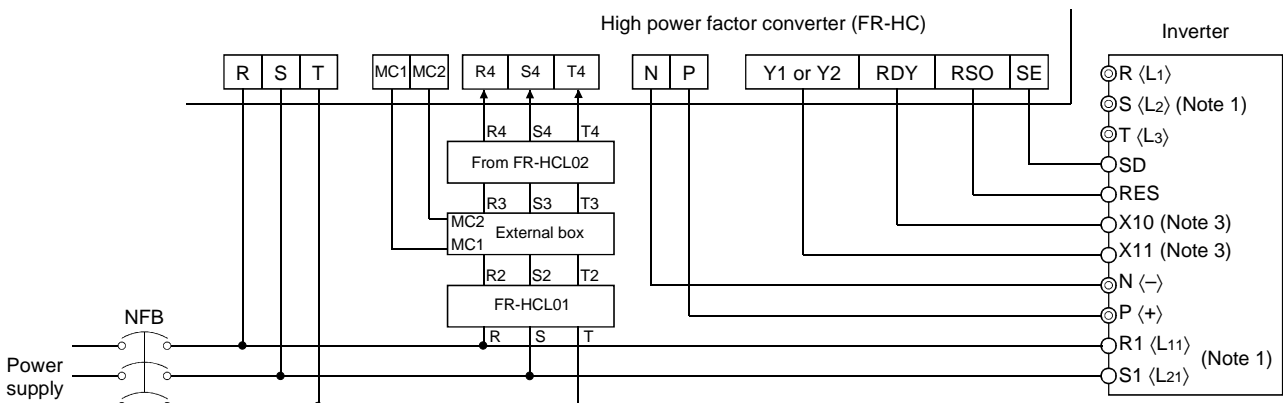 High power factor converter (FR-HC)
Inverter
R S T MC1 MC2 R4 S4 T4 N P Y1 or Y2 RDY RSO SE
R ⟨L1⟩
S ⟨L2⟩ (Note 1)
T ⟨L3⟩
R4 S4 T4
From FR-HCL02
SD
RES
R3 S3 T3
MC2
External box
MC1
X10 (Note 3)
X11 (Note 3)
R2 S2 T2
N ⟨–⟩
FR-HCL01
P ⟨+⟩
NFB
R S T
R1 ⟨L11⟩
(Note 1)
S1 ⟨L21⟩
Power
supply